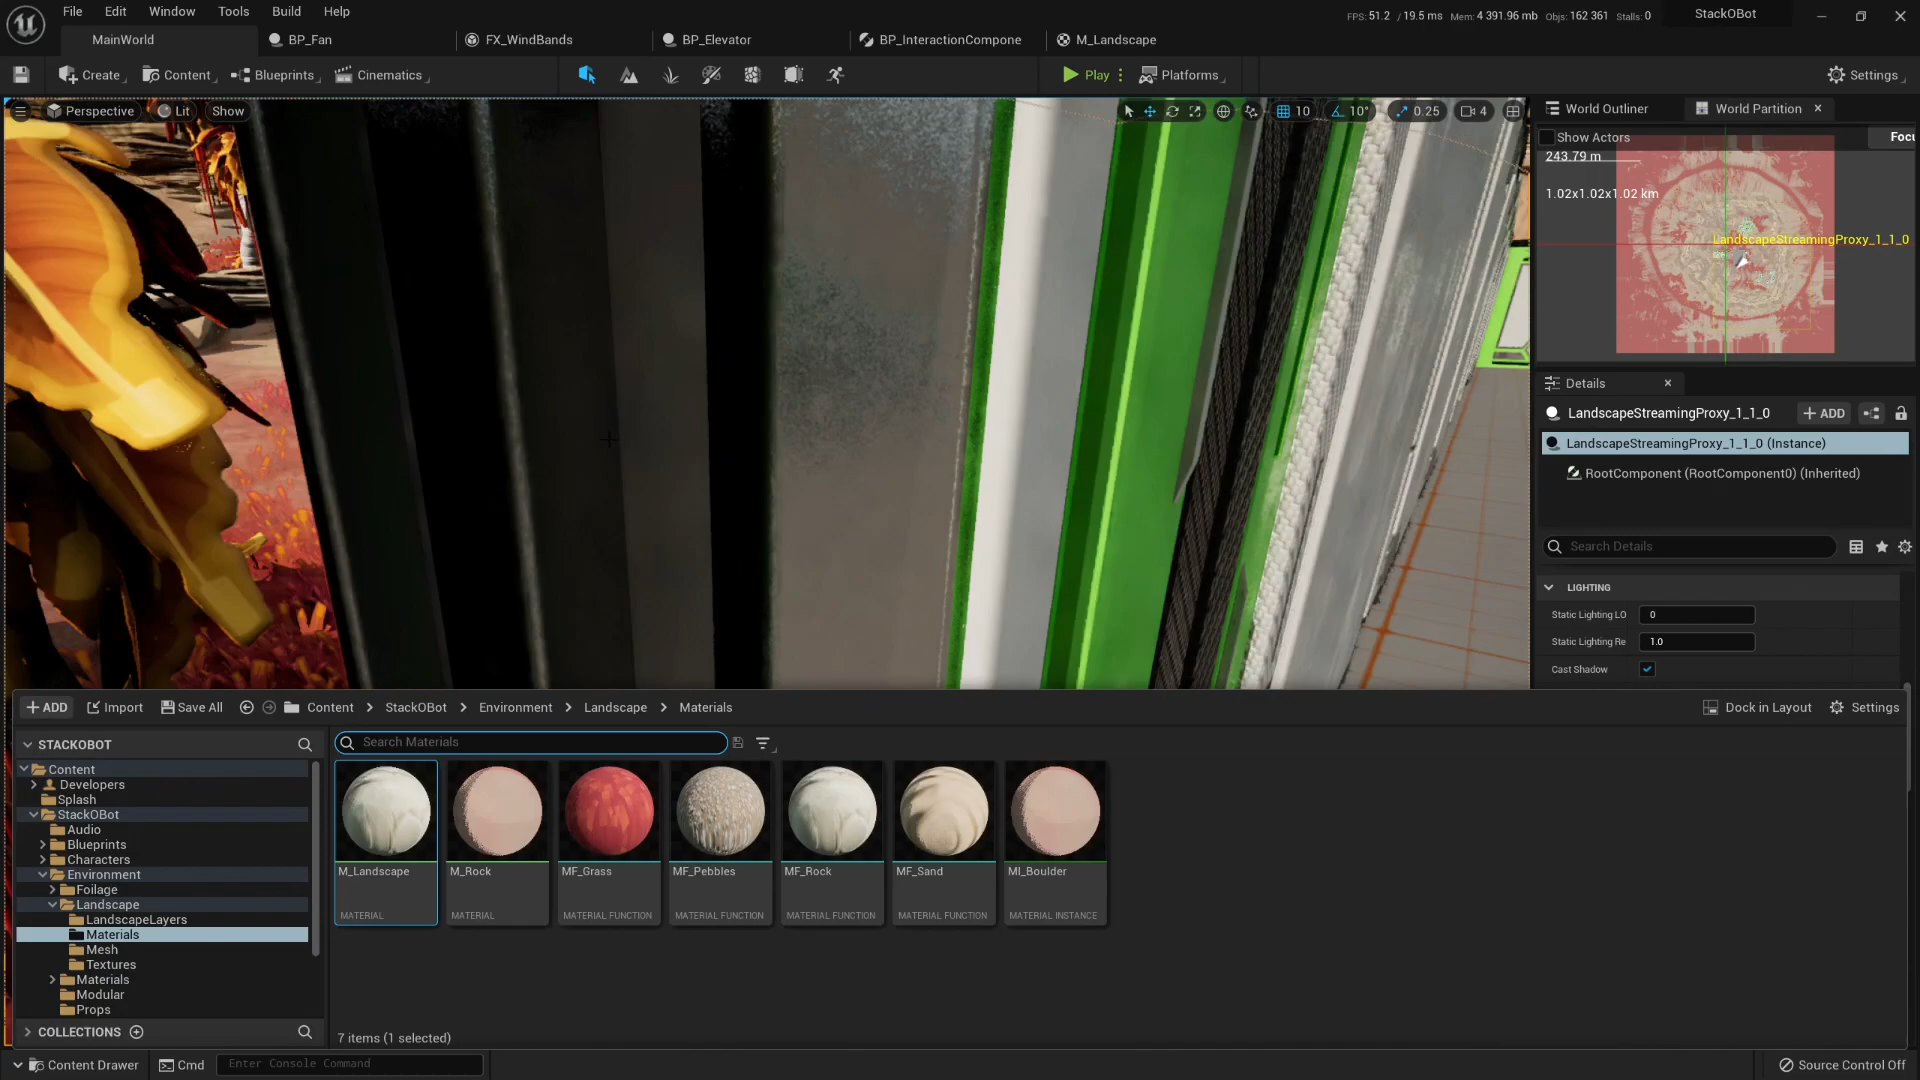 File Edit Window Tools Build Help
FPS: 51.2 / 19.5 ms Mem: 4 391.96 mb Objs: 162 361 Stalls: 0 StackOBot
MainWorld BP_Fan FX_WindBands BP_Elevator BP_InteractionCompone M_Landscape
Create Content Blueprints Cinematics Play Platforms Settings
Perspective Lit Show 10 10° 0.25 4
World Outliner World Partition
Show Actors Focu
243.79 m
1.02x1.02x1.02 km
LandscapeStreamingProxy_1_1_0
Details
LandscapeStreamingProxy_1_1_0 ADD
LandscapeStreamingProxy_1_1_0 (Instance)
RootComponent (RootComponent0) (Inherited)
Search Details
LIGHTING
Static Lighting LO 0
Static Lighting Re 1.0
Cast Shadow
ADD Import Save All Content StackOBot Environment Landscape Materials Dock in Layout Settings
STACKOBOT
Content
Developers
Splash
StackOBot
Audio
Blueprints
Characters
Environment
Foilage
Landscape
LandscapeLayers
Materials
Mesh
Textures
Materials
Modular
Props
COLLECTIONS
Search Materials
M_Landscape M_Rock MF_Grass MF_Pebbles MF_Rock MF_Sand MI_Boulder
MATERIAL MATERIAL MATERIAL FUNCTION MATERIAL FUNCTION MATERIAL FUNCTION MATERIAL FUNCTION MATERIAL INSTANCE
7 items (1 selected)
Content Drawer Cmd Enter Console Command Source Control Off